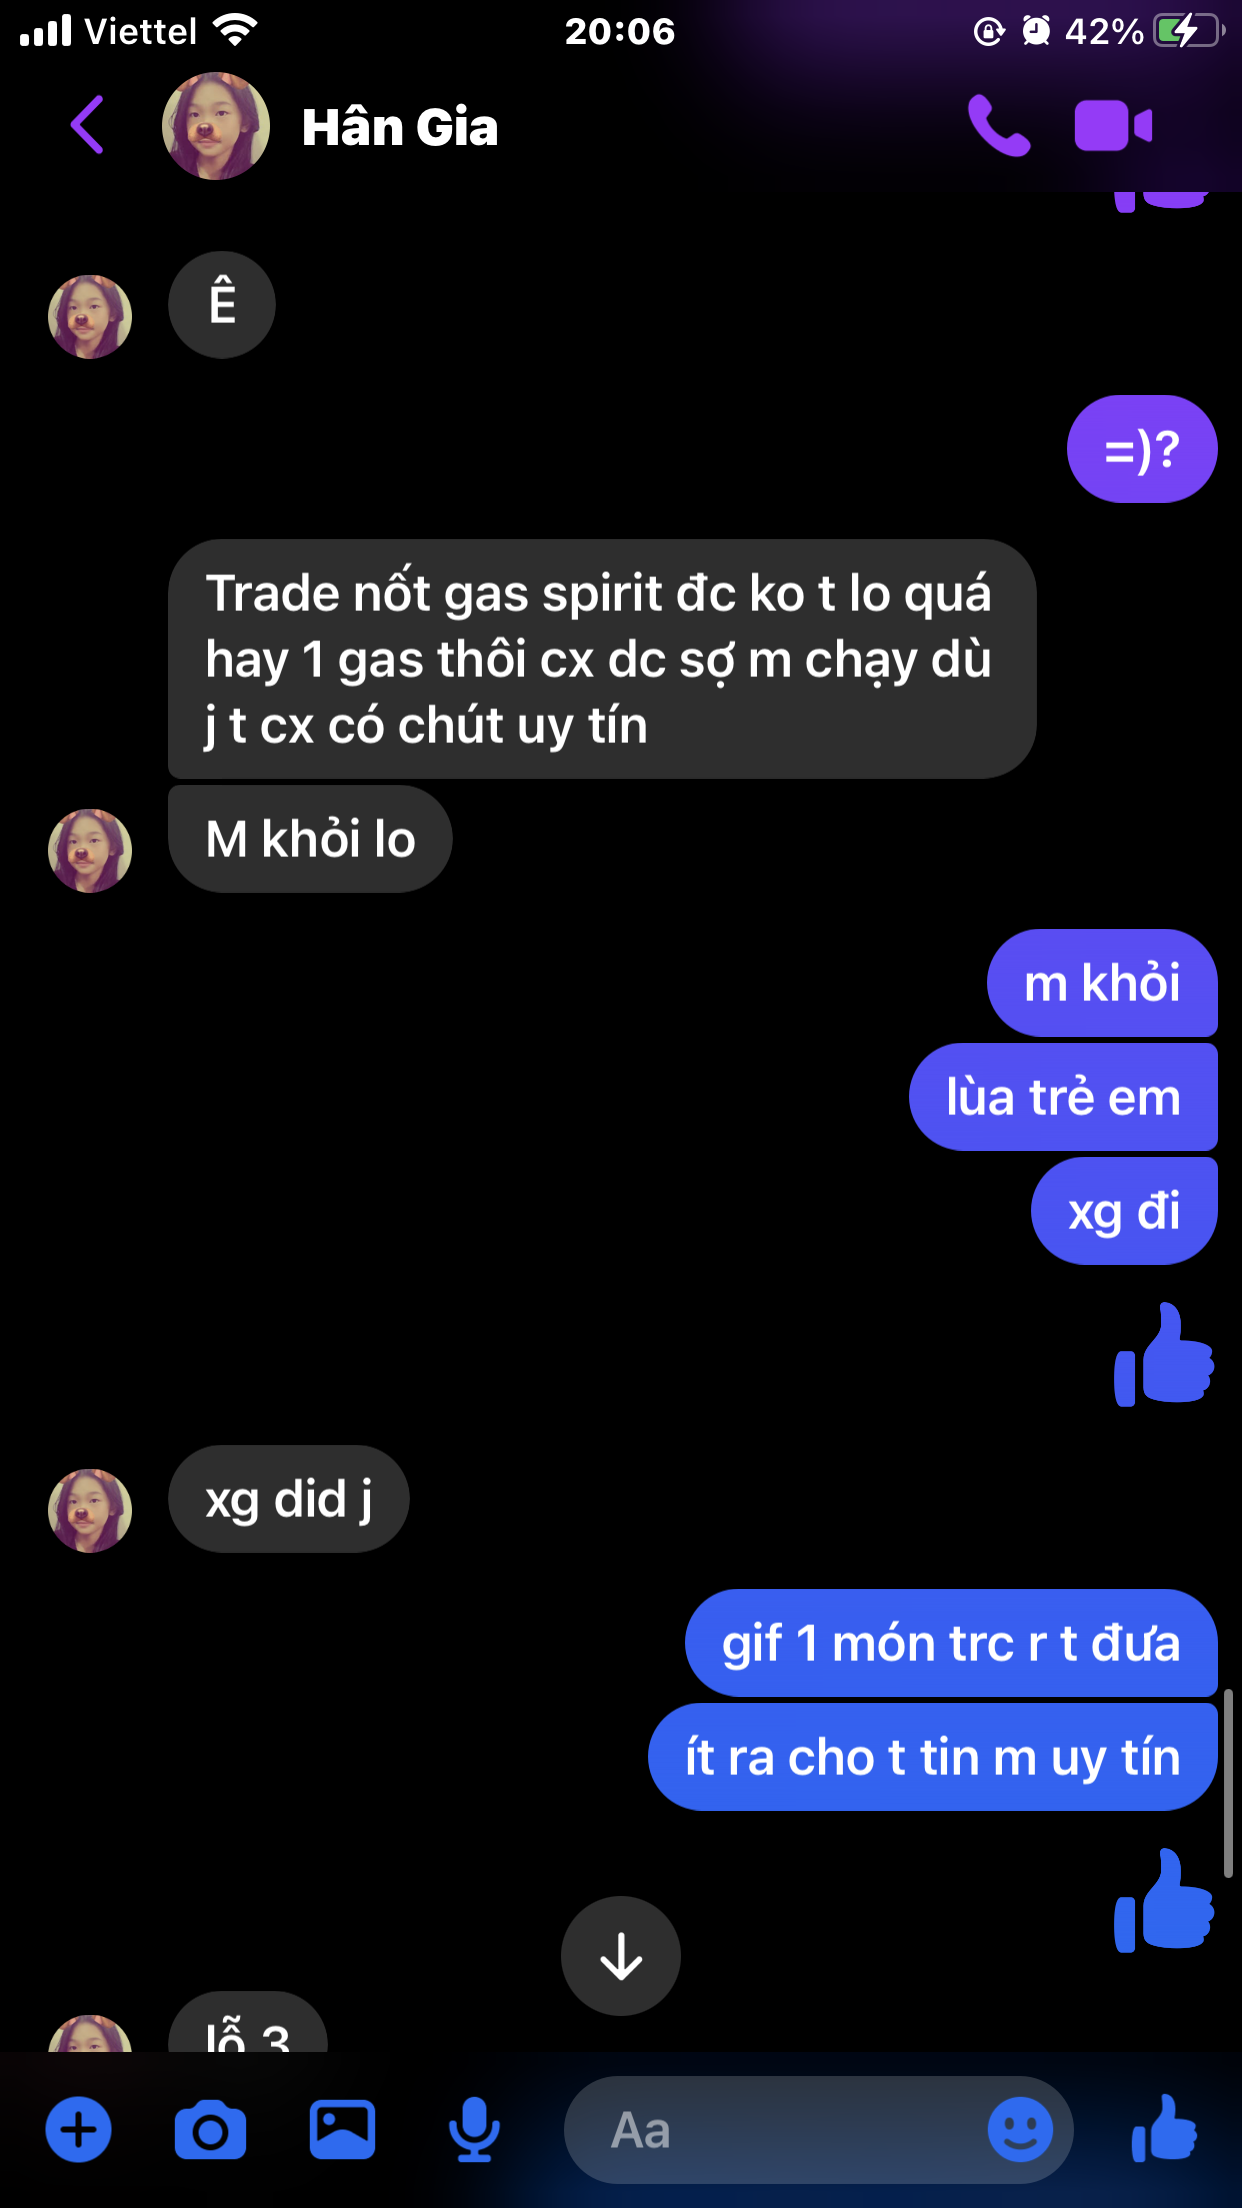 Viettel 20:06 42%
Hân Gia
Ê
=)?
Trade nốt gas spirit đc ko t lo quá
hay 1 gas thôi cx dc sợ m chạy dù
j t cx có chút uy tín
M khỏi lo
m khỏi
lùa trẻ em
xg đi
xg did j
gif 1 món trc r t đưa
ít ra cho t tin m uy tín
lỗ 3
Aa